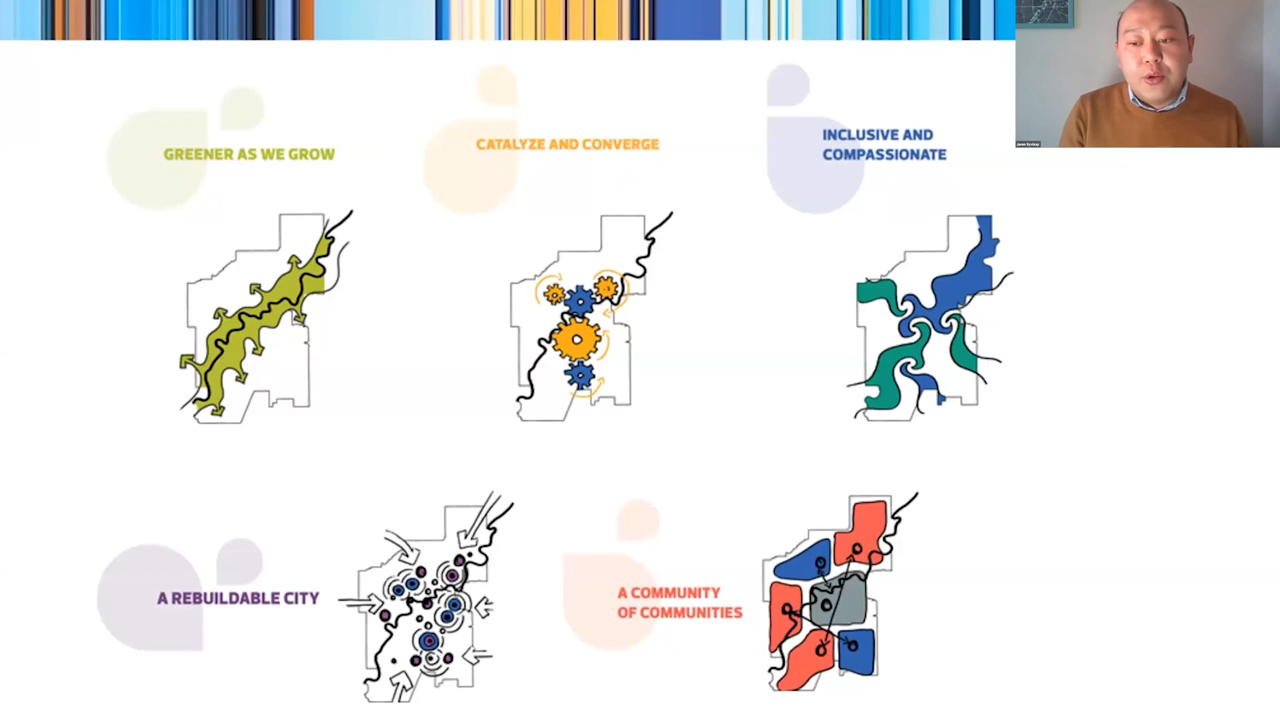 GREENER AS WE GROW
CATALYZE AND CONVERGE
INCLUSIVE AND
COMPASSIONATE
A REBUILDABLE CITY
A COMMUNITY
OF COMMUNITIES